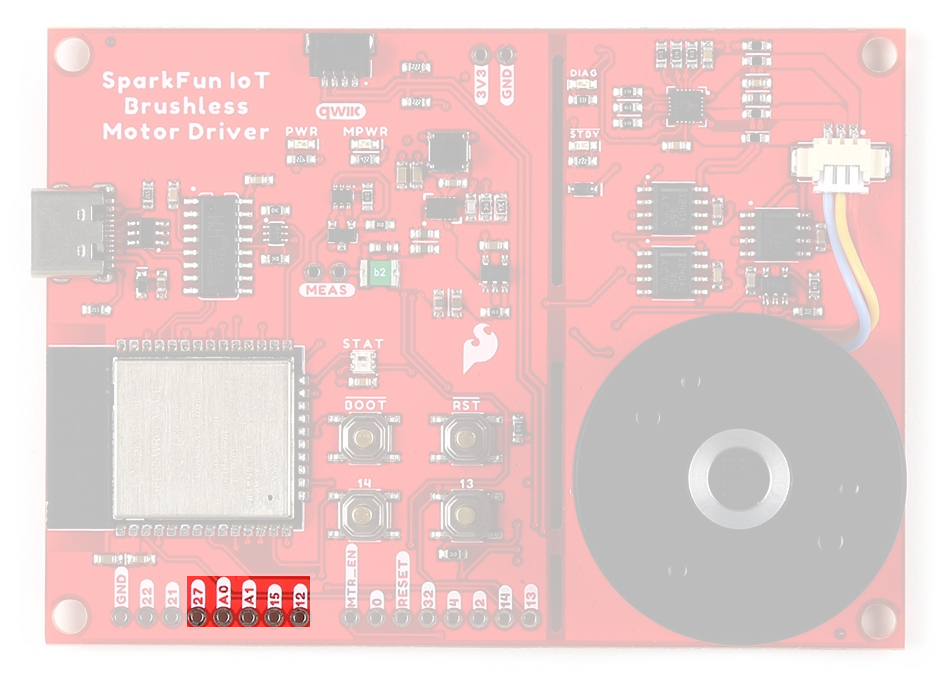 SparkFun IoT
Brushless
Motor Driver
qwiic
3V3
GND
DIAG
STBY
PWR
MPWR
MEAS
b2
STAT
BOOT
RST
14
13
GND
22
21
27
A0
A1
15
12
MTR_EN
0
RESET
32
4
2
14
13